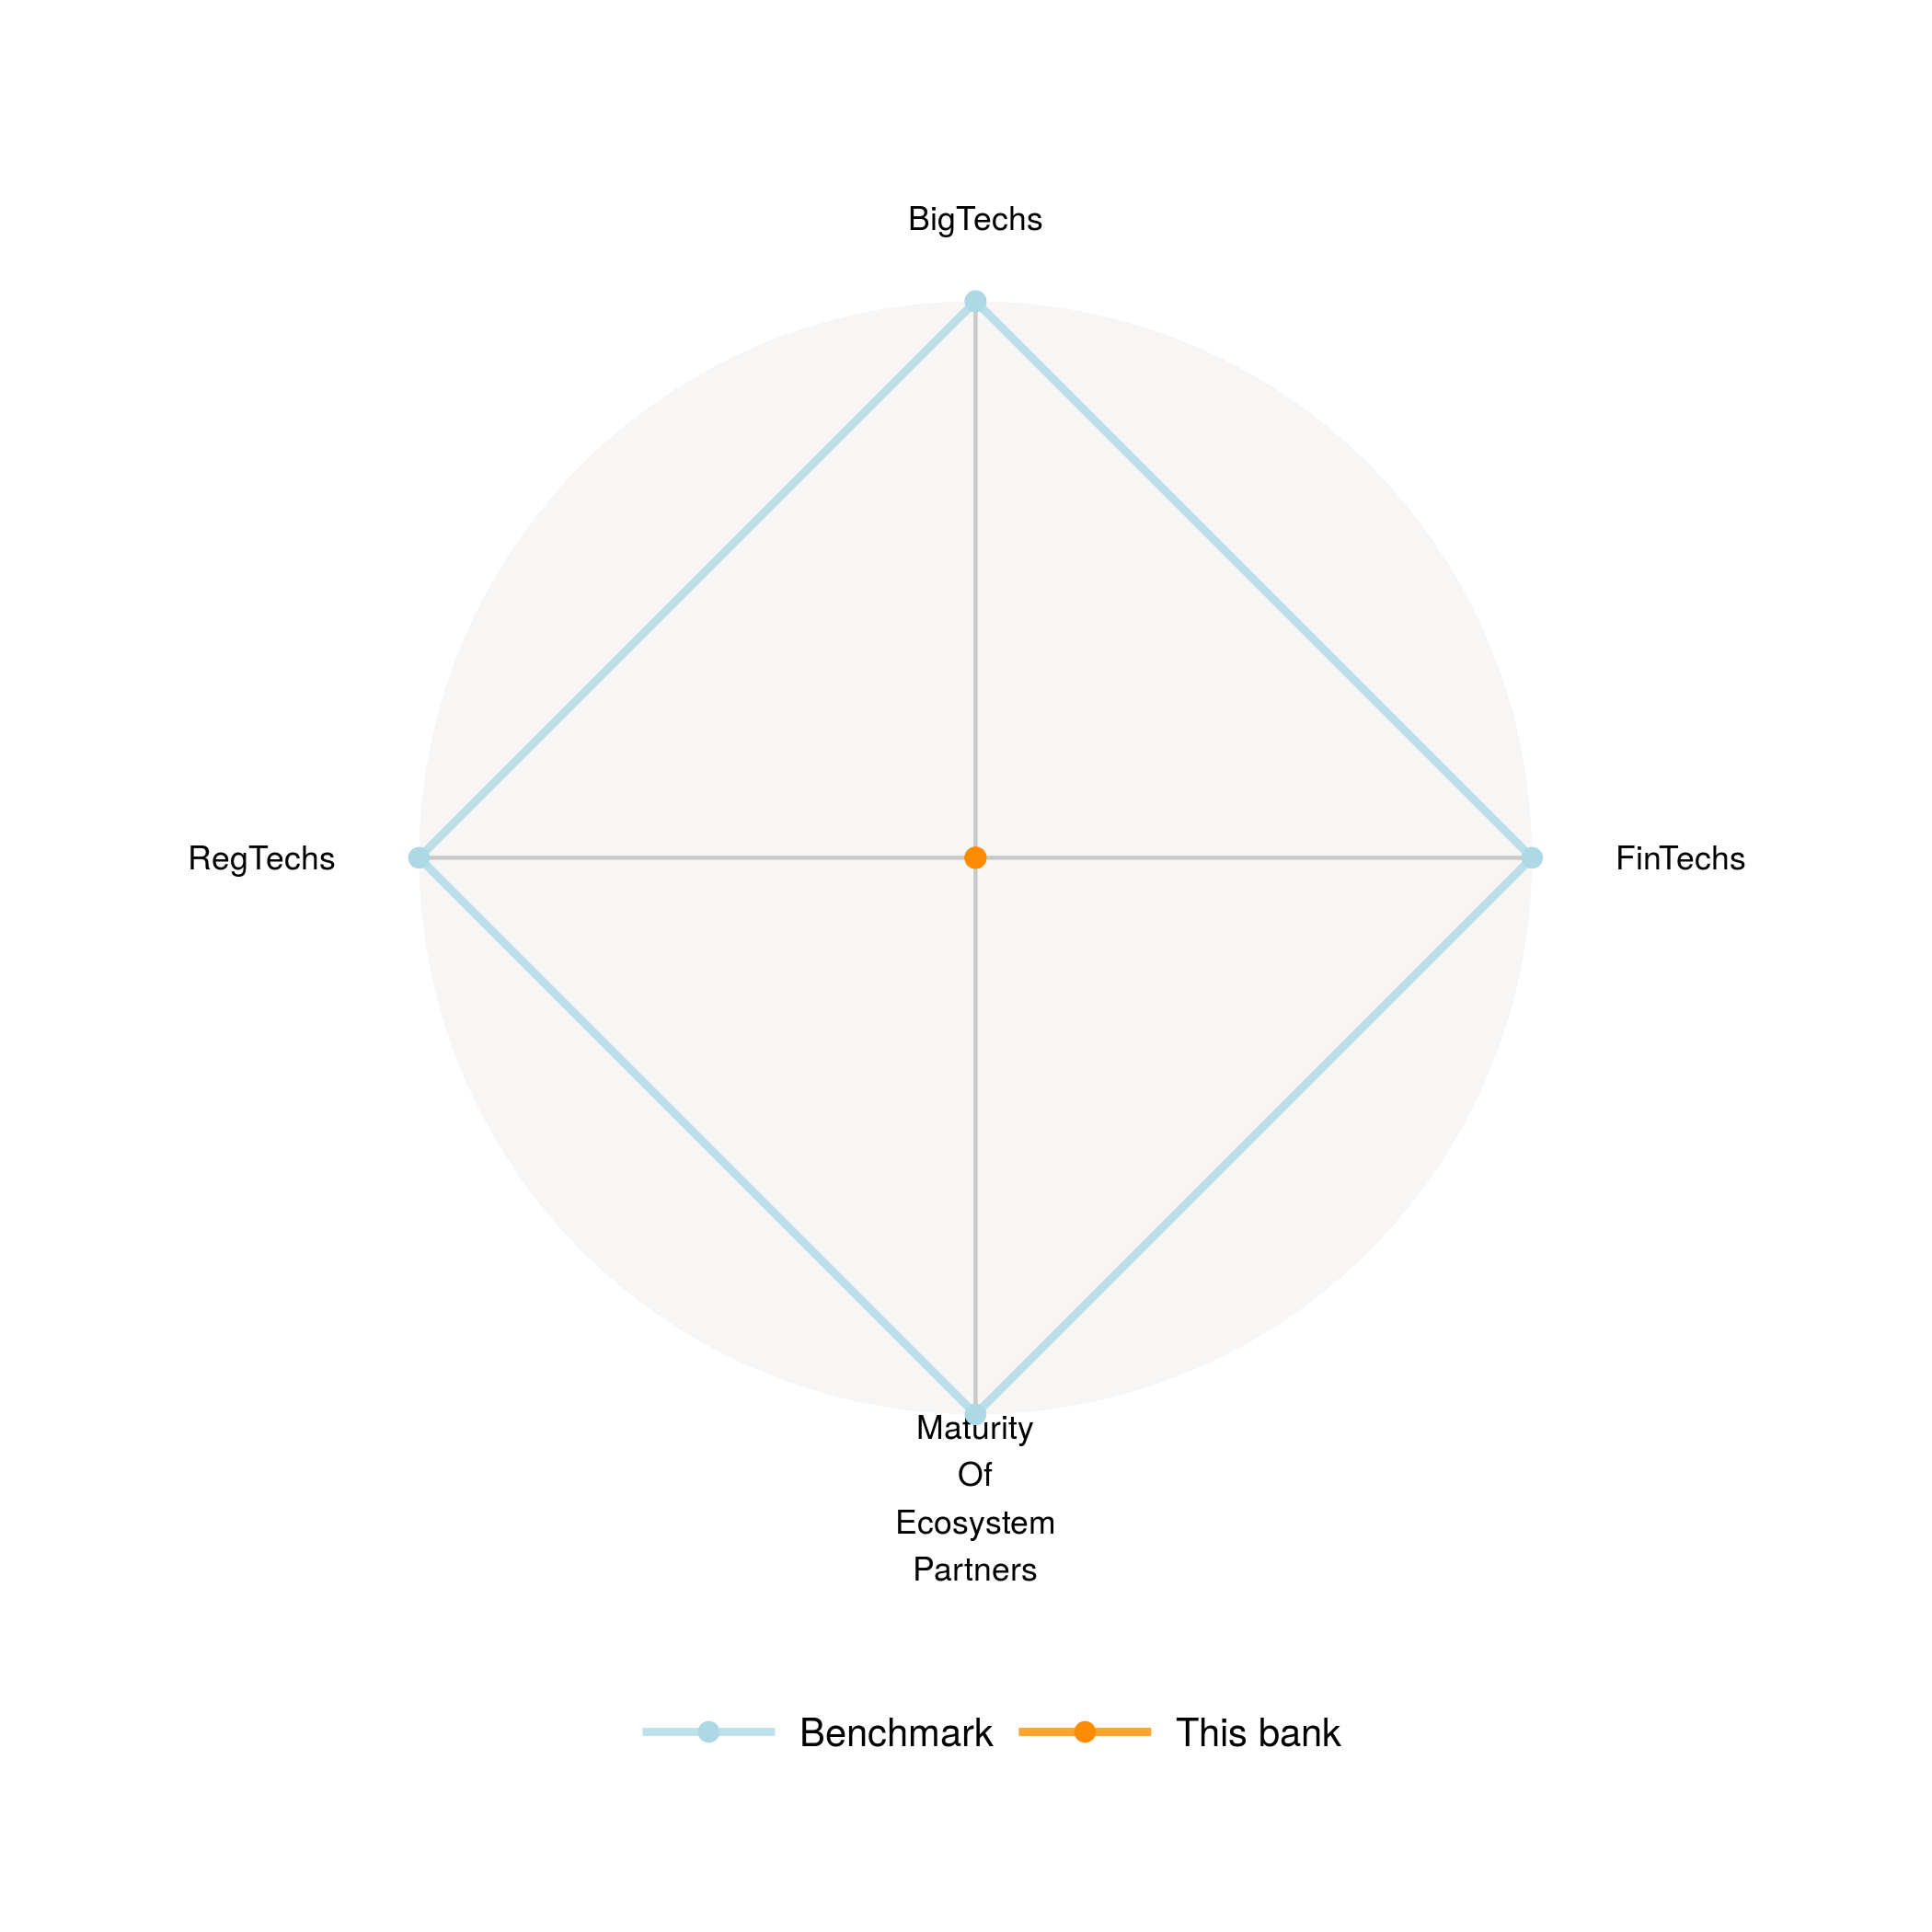 BigTechs
RegTechs
FinTechs
Maturity
Of
Ecosystem
Partners
Benchmark
This bank